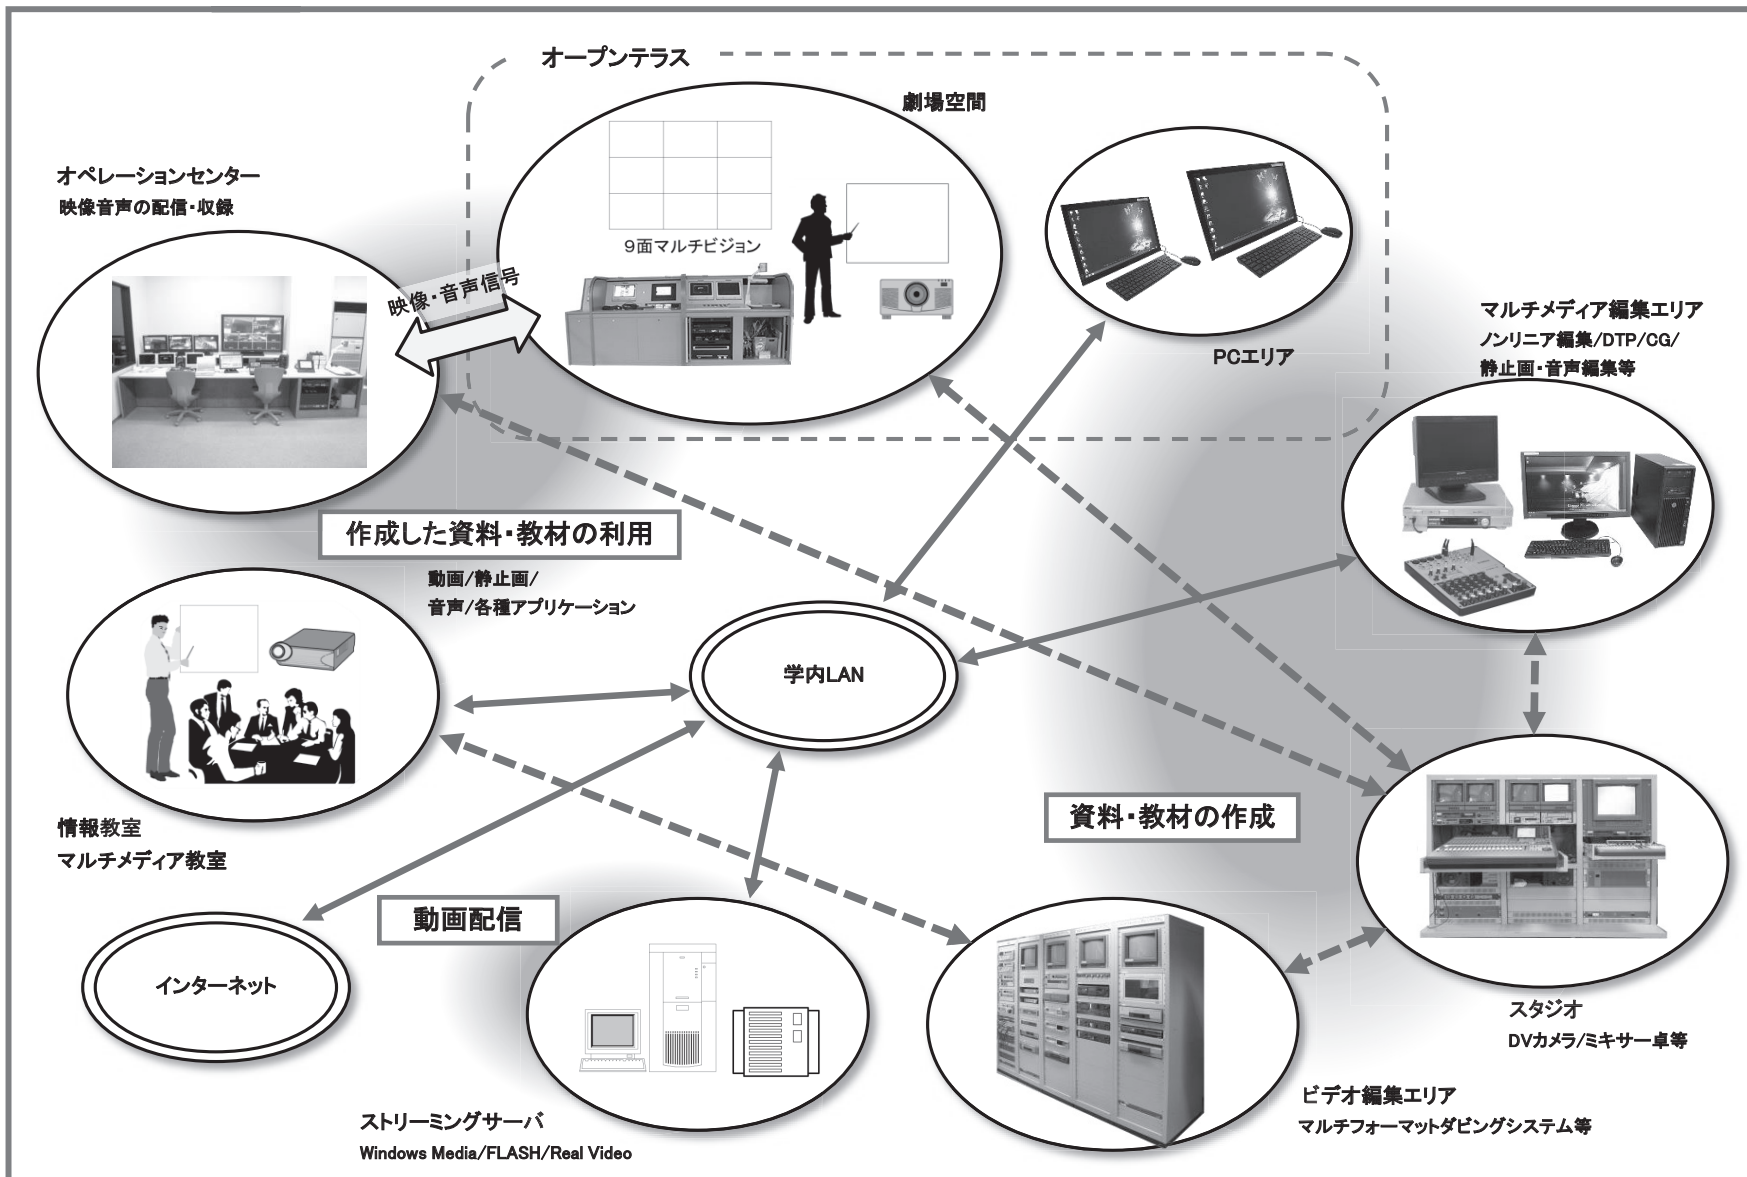 オープンテラス
劇場空間
オペレーションセンター
映像音声の配信・収録
9面マルチビジョン
映像・音声信号
PCエリア
マルチメディア編集エリア
ノンリニア編集/DTP/CG/
静止画・音声編集等
作成した資料・教材の利用
動画/静止画/
音声/各種アプリケーション
学内LAN
情報教室
マルチメディア教室
資料・教材の作成
動画配信
インターネット
スタジオ
DVカメラ/ミキサー卓等
ストリーミングサーバ
Windows Media/FLASH/Real Video
ビデオ編集エリア
マルチフォーマットダビングシステム等